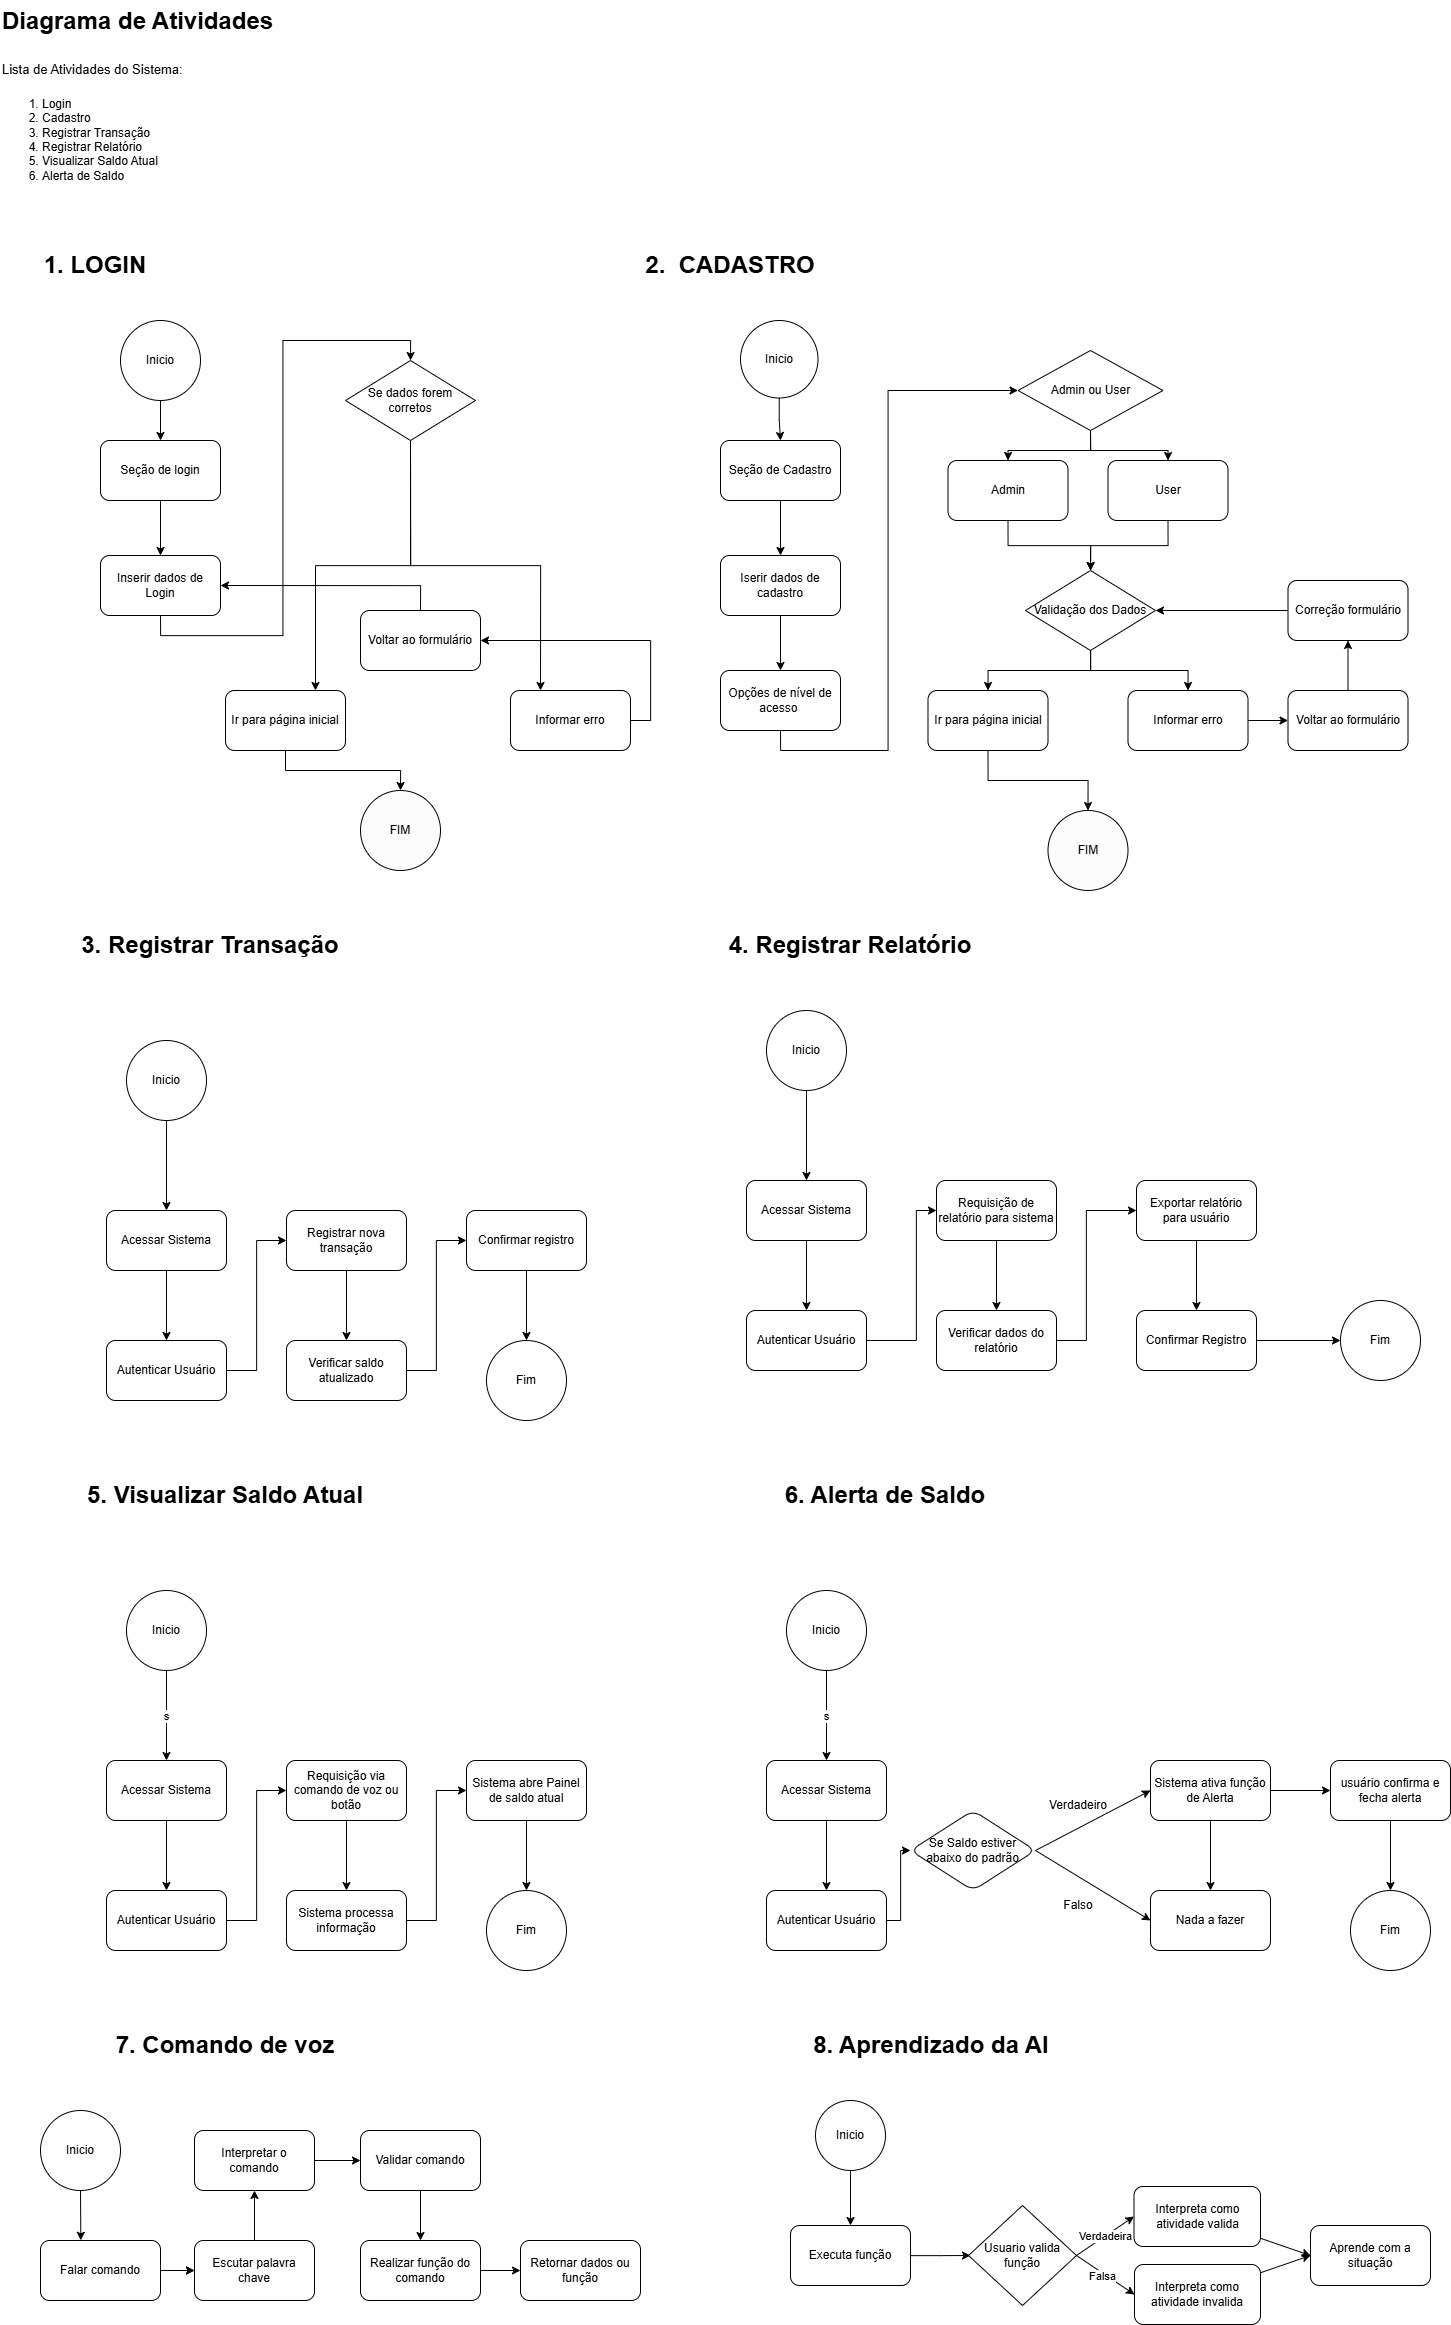 Diagrama de Atividades
Lista de Atividades do Sistema:
1. Login
2. Cadastro
3. Registrar Transação
4. Registrar Relatório
5. Visualizar Saldo Atual
6. Alerta de Saldo
1. LOGIN
Inicio
Seção de login
Inserir dados de
Login
Se dados forem
corretos
Voltar ao formulário
Ir para página inicial
Informar erro
FIM
2. CADASTRO
Inicio
Seção de Cadastro
Iserir dados de
cadastro
Opções de nível de
acesso
Admin ou User
Admin
User
Validação dos Dados
Correção formulário
Ir para página inicial
Informar erro
Voltar ao formulário
FIM
3. Registrar Transação
Inicio
Acessar Sistema
Autenticar Usuário
Registrar nova
transação
Verificar saldo
atualizado
Confirmar registro
Fim
4. Registrar Relatório
Inicio
Acessar Sistema
Autenticar Usuário
Requisição de
relatório para sistema
Verificar dados do
relatório
Exportar relatório
para usuário
Confirmar Registro
Fim
5. Visualizar Saldo Atual
Inicio
s
Acessar Sistema
Autenticar Usuário
Requisição via
comando de voz ou
botão
Sistema processa
informação
Sistema abre Painel
de saldo atual
Fim
6. Alerta de Saldo
Inicio
s
Acessar Sistema
Autenticar Usuário
Se Saldo estiver
abaixo do padrão
Verdadeiro
Falso
Sistema ativa função
de Alerta
Nada a fazer
usuário confirma e
fecha alerta
Fim
7. Comando de voz
Inicio
Falar comando
Escutar palavra
chave
Interpretar o
comando
Validar comando
Realizar função do
comando
Retornar dados ou
função
8. Aprendizado da AI
Inicio
Executa função
Usuario valida
função
Verdadeira
Falsa
Interpreta como
atividade valida
Interpreta como
atividade invalida
Aprende com a
situação